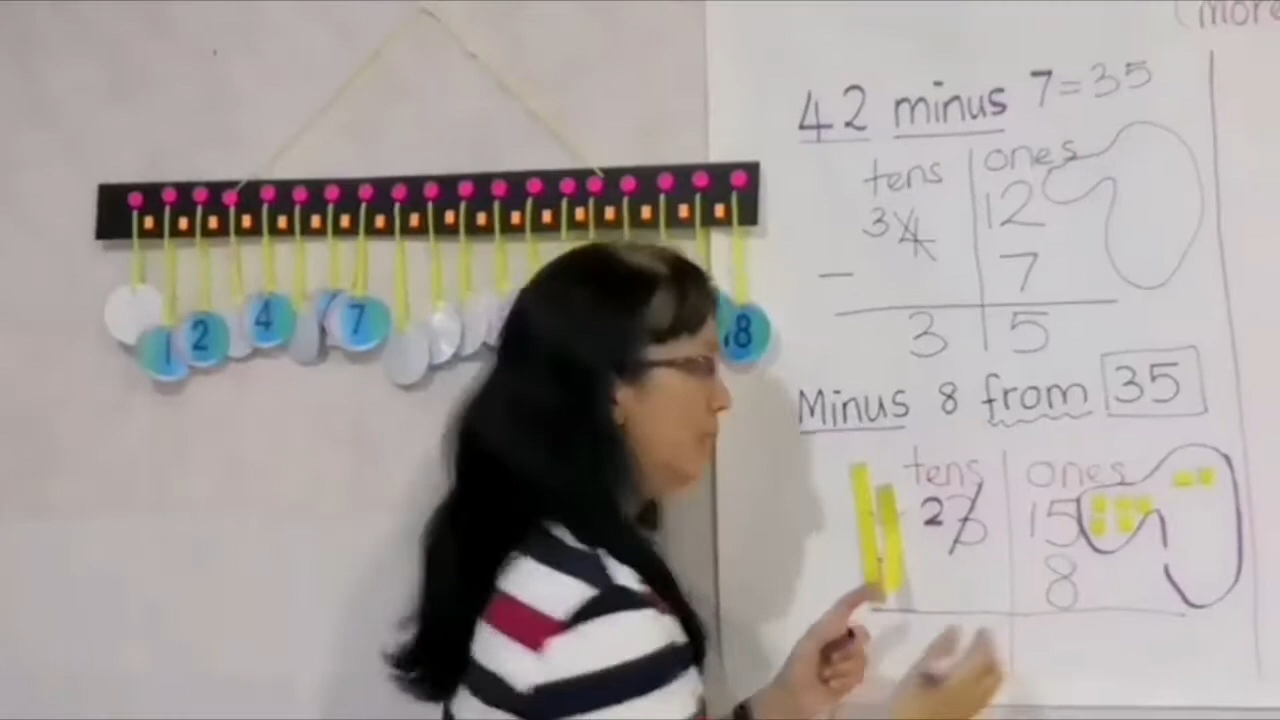 (more
42 minus 7=35
tens ones
3 4 12
- 7
3 5
Minus 8 from 35
tens ones
2 3 15
8
1 2 4 7 8